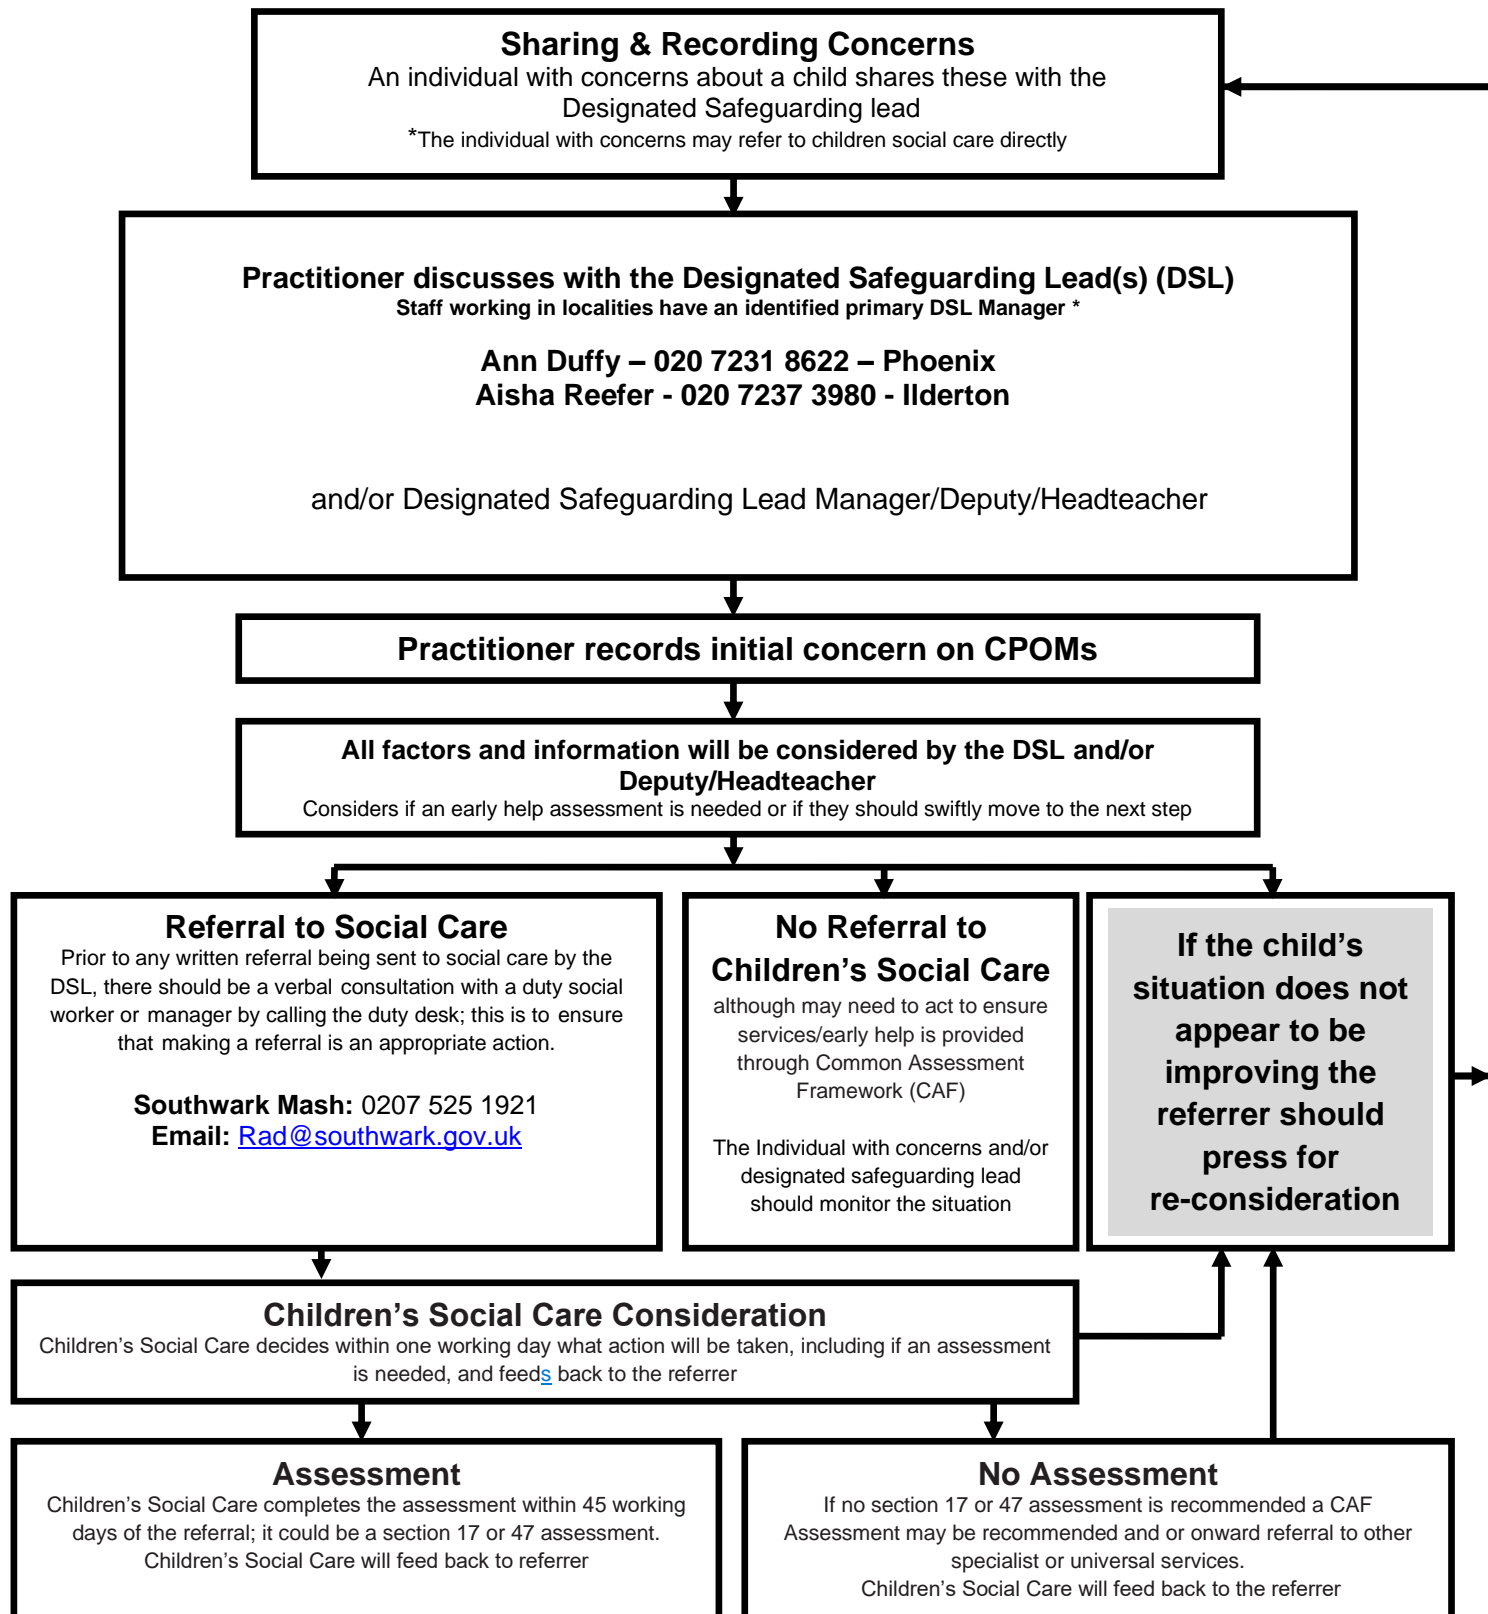 Sharing & Recording Concerns
An individual with concerns about a child shares these with the
Designated Safeguarding lead
*The individual with concerns may refer to children social care directly
Practitioner discusses with the Designated Safeguarding Lead(s) (DSL)
Staff working in localities have an identified primary DSL Manager *
Ann Duffy – 020 7231 8622 – Phoenix
Aisha Reefer - 020 7237 3980 - Ilderton
and/or Designated Safeguarding Lead Manager/Deputy/Headteacher
Practitioner records initial concern on CPOMs
All factors and information will be considered by the DSL and/or
Deputy/Headteacher
Considers if an early help assessment is needed or if they should swiftly move to the next step
Referral to Social Care
Prior to any written referral being sent to social care by the
DSL, there should be a verbal consultation with a duty social
worker or manager by calling the duty desk; this is to ensure
that making a referral is an appropriate action.
Southwark Mash: 0207 525 1921
Email: Rad@southwark.gov.uk
No Referral to
Children's Social Care
although may need to act to ensure
services/early help is provided
through Common Assessment
Framework (CAF)
The Individual with concerns and/or
designated safeguarding lead
should monitor the situation
If the child's
situation does not
appear to be
improving the
referrer should
press for
re-consideration
Children's Social Care Consideration
Children's Social Care decides within one working day what action will be taken, including if an assessment
is needed, and feeds back to the referrer
Assessment
Children's Social Care completes the assessment within 45 working
days of the referral; it could be a section 17 or 47 assessment.
Children's Social Care will feed back to referrer
No Assessment
If no section 17 or 47 assessment is recommended a CAF
Assessment may be recommended and or onward referral to other
specialist or universal services.
Children's Social Care will feed back to the referrer